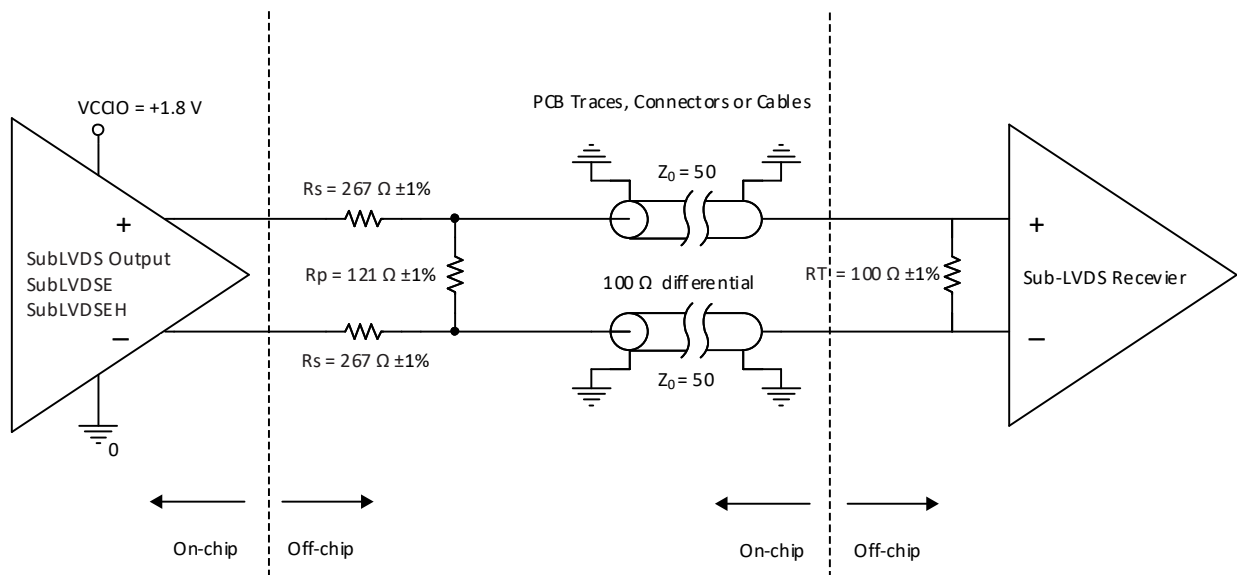 VCCIO = +1.8 V
PCB Traces, Connectors or Cables
Z0 = 50
Rs = 267 Ω ±1%
+
+
SubLVDS Output
SubLVDSE
SubLVDSEH
Rp = 121 Ω ±1%
100 Ω differential
RT = 100 Ω ±1%
Sub-LVDS Recevier
−
−
Rs = 267 Ω ±1%
Z0 = 50
0
On-chip
Off-chip
On-chip
Off-chip